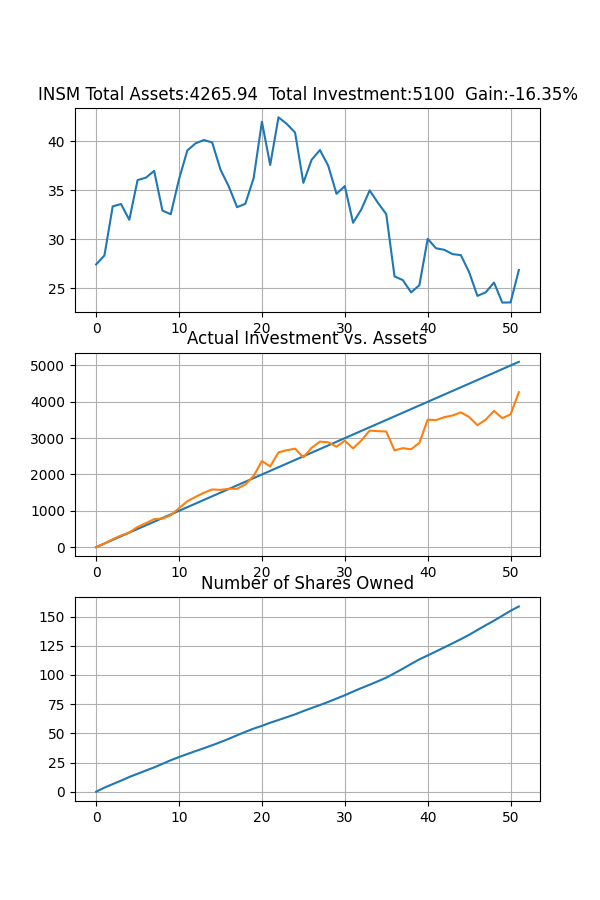 INSM Total Assets:4265.94  Total Investment:5100  Gain:-16.35%
40
35
30
25
0 10 20 30 40 50
Actual Investment vs. Assets
5000
4000
3000
2000
1000
0
0 10 20 30 40 50
Number of Shares Owned
150
125
100
75
50
25
0
0 10 20 30 40 50